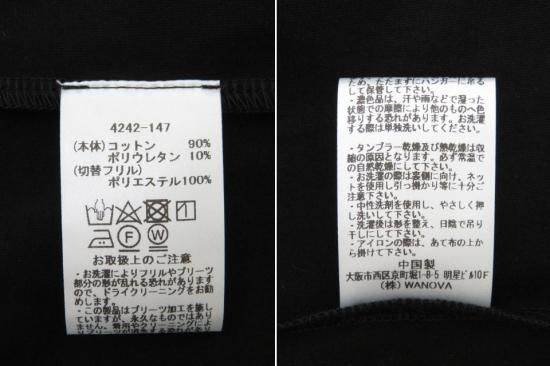 4242-147
(本体)コットン 90%
ポリウレタン 10%
(切替フリル)
ポリエステル100%
F
W
お取扱上のご注意
・お洗濯によりフリルやプリーツ
部分の形が乱れる恐れがあります
ので、ドライクリーニングをお勧
めします。
・この製品はプリーツ加工を施し
ていますが、永久なものではあり
ません。着用やクリーニング
ため、たたまずにハンガーに吊る
して保管して下さい。
・濃色品は、汗や雨などで湿った
状態での摩擦により他のものへ色
移りする恐れがあります。お洗濯
する際は単独洗いしてください。
・タンブラー乾燥及び熱乾燥は収
縮の原因となります。必ず常温で
の自然乾燥にして下さい。
・お洗濯の際は裏側に向け、ネッ
トを使用し引っ掛かり等に十分ご
注意下さい。
・中性洗剤を使用し、やさしく押
し洗いして下さい。
・洗濯後は形を整え、日陰で吊り
干しにして下さい。
・アイロンの際は、あて布の上か
ら掛けて下さい。
中国製
大阪市西区京町堀1-8-5 明星ビル10F
(株) WANOVA